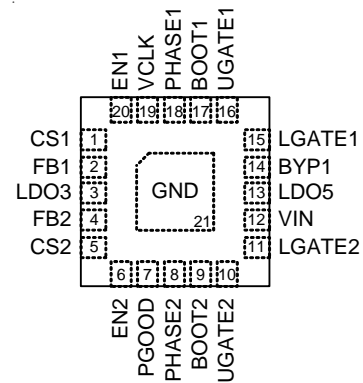 EN1
VCLK
PHASE1
BOOT1
UGATE1
20 19 18 17 16
CS1 1
FB1 2
LDO3 3
FB2 4
CS2 5
GND
21
15 LGATE1
14 BYP1
13 LDO5
12 VIN
11 LGATE2
6 7 8 9 10
EN2
PGOOD
PHASE2
BOOT2
UGATE2